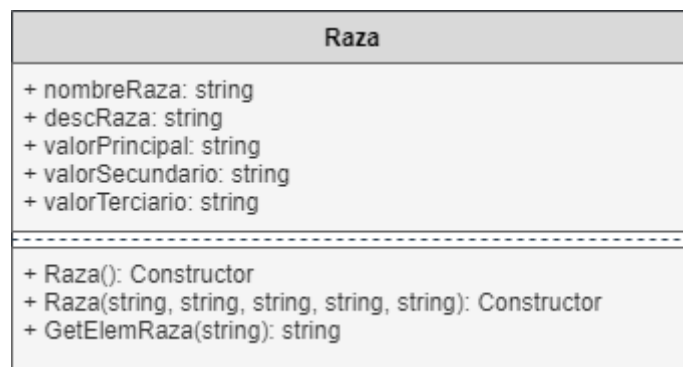 Raza
+ nombreRaza: string
+ descRaza: string
+ valorPrincipal: string
+ valorSecundario: string
+ valorTerciario: string
+ Raza(): Constructor
+ Raza(string, string, string, string, string): Constructor
+ GetElemRaza(string): string